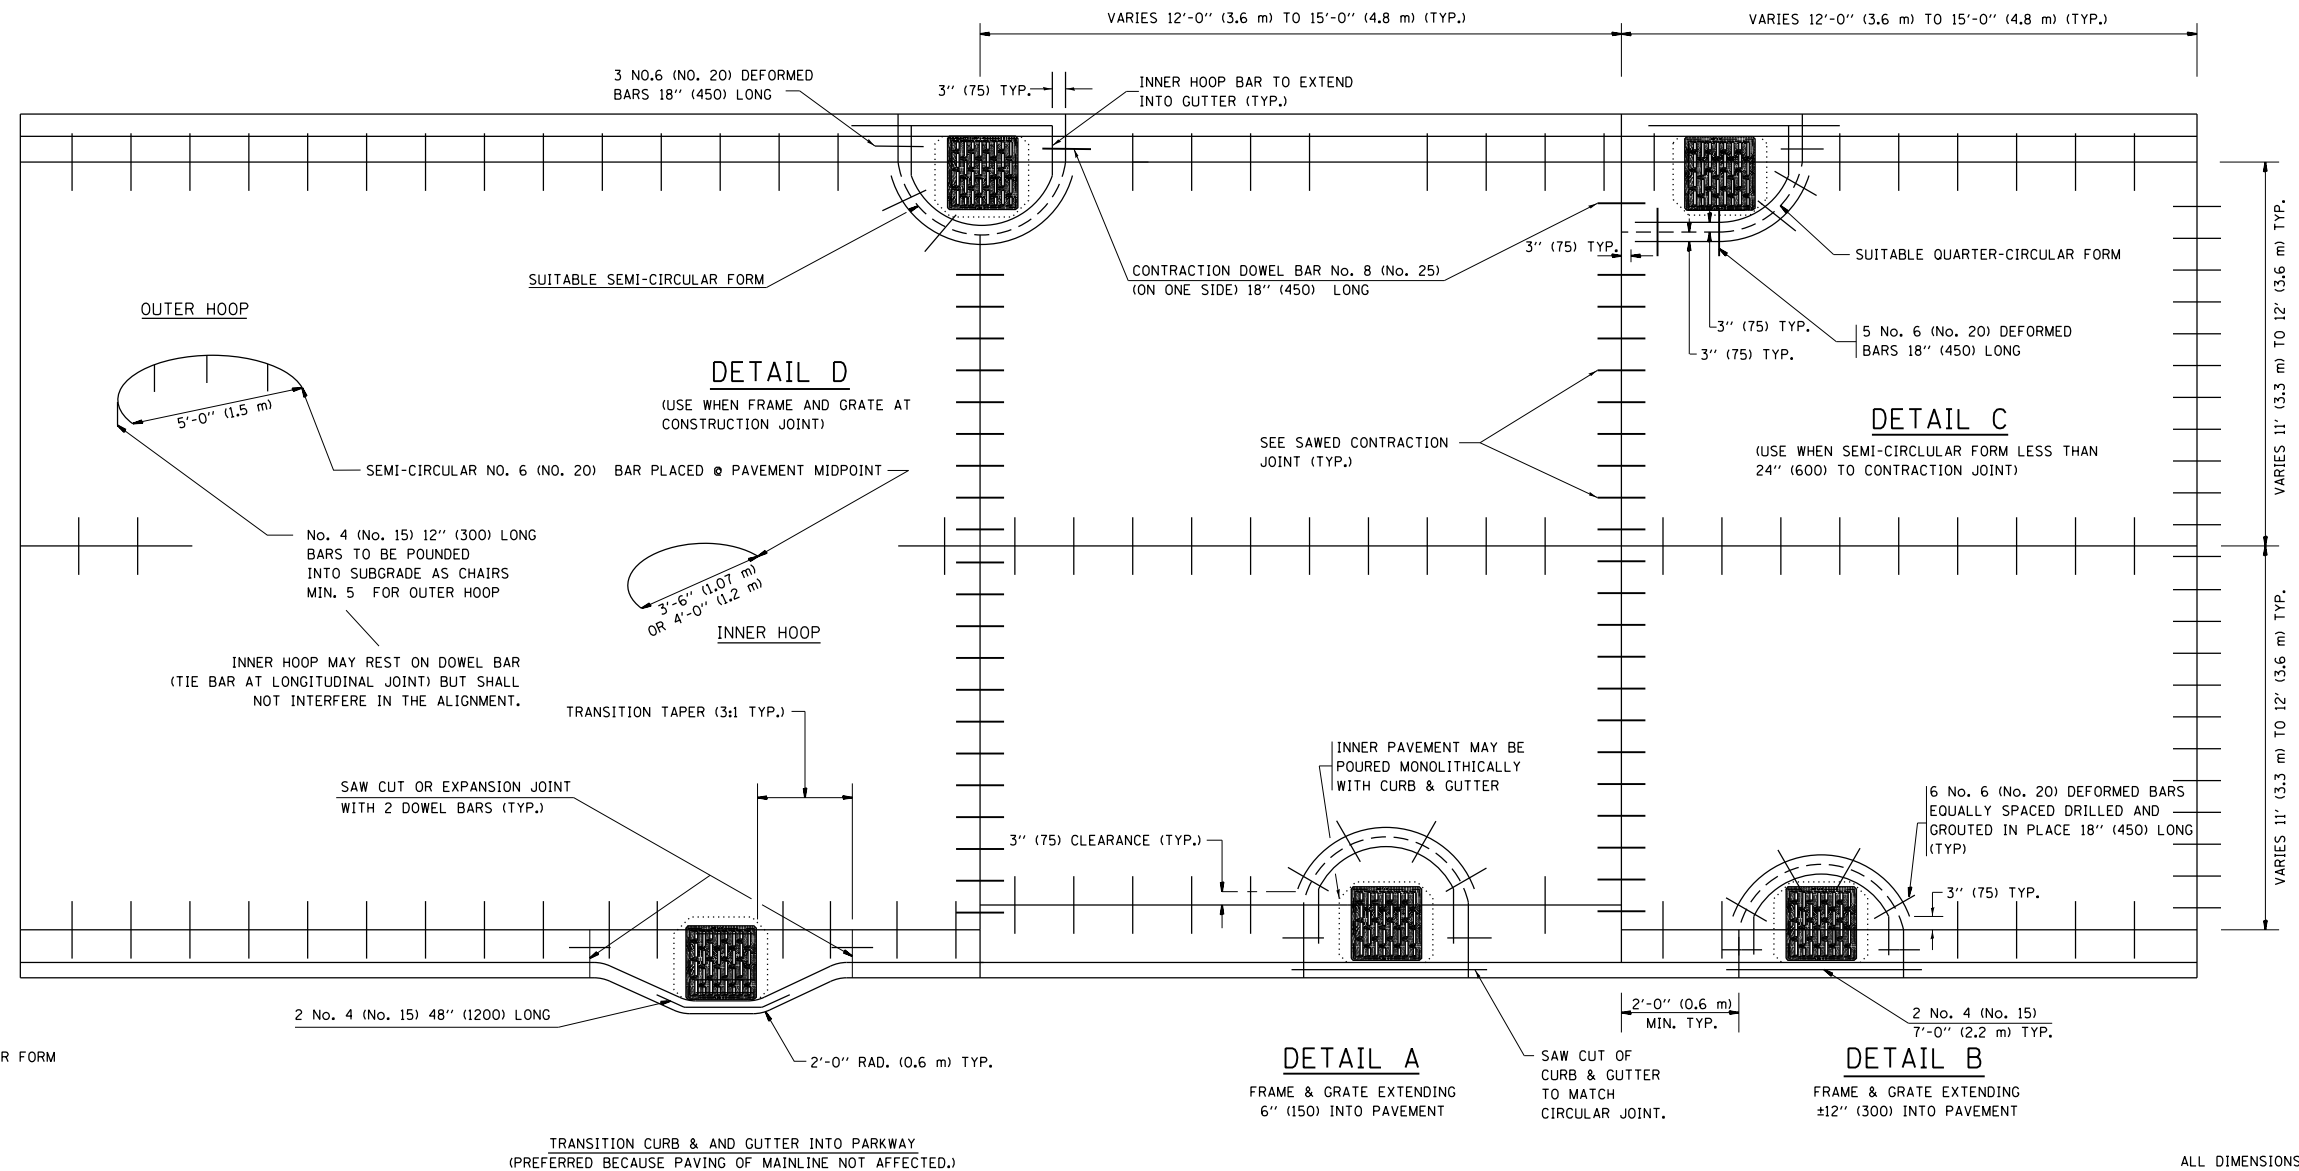 VARIES 12'-0'' (3.6 m) TO 15'-0'' (4.8 m) (TYP.)
VARIES 12'-0'' (3.6 m) TO 15'-0'' (4.8 m) (TYP.)
3 NO.6 (NO. 20) DEFORMED
BARS 18'' (450) LONG
3'' (75) TYP.
INNER HOOP BAR TO EXTEND
INTO GUTTER (TYP.)
SUITABLE SEMI-CIRCULAR FORM
CONTRACTION DOWEL BAR No. 8 (No. 25)
(ON ONE SIDE) 18'' (450) LONG
3'' (75) TYP.
SUITABLE QUARTER-CIRCULAR FORM
3'' (75) TYP.
3'' (75) TYP.
5 No. 6 (No. 20) DEFORMED
BARS 18'' (450) LONG
VARIES 11' (3.3 m) TO 12' (3.6 m) TYP.
OUTER HOOP
5'-0'' (1.5 m)
DETAIL D
(USE WHEN FRAME AND GRATE AT
CONSTRUCTION JOINT)
SEMI-CIRCULAR NO. 6 (NO. 20) BAR PLACED @ PAVEMENT MIDPOINT
SEE SAWED CONTRACTION
JOINT (TYP.)
DETAIL C
(USE WHEN SEMI-CIRCLULAR FORM LESS THAN
24'' (600) TO CONTRACTION JOINT)
No. 4 (No. 15) 12'' (300) LONG
BARS TO BE POUNDED
INTO SUBGRADE AS CHAIRS
MIN. 5 FOR OUTER HOOP
3'-6'' (1.07 m)
OR 4'-0'' (1.2 m)
INNER HOOP
INNER HOOP MAY REST ON DOWEL BAR
(TIE BAR AT LONGITUDINAL JOINT) BUT SHALL
NOT INTERFERE IN THE ALIGNMENT.
TRANSITION TAPER (3:1 TYP.)
VARIES 11' (3.3 m) TO 12' (3.6 m) TYP.
SAW CUT OR EXPANSION JOINT
WITH 2 DOWEL BARS (TYP.)
INNER PAVEMENT MAY BE
POURED MONOLITHICALLY
WITH CURB & GUTTER
3'' (75) CLEARANCE (TYP.)
6 No. 6 (No. 20) DEFORMED BARS
EQUALLY SPACED DRILLED AND
GROUTED IN PLACE 18'' (450) LONG
(TYP)
3'' (75) TYP.
2 No. 4 (No. 15) 48'' (1200) LONG
2'-0'' RAD. (0.6 m) TYP.
2'-0'' (0.6 m)
MIN. TYP.
2 No. 4 (No. 15)
7'-0'' (2.2 m) TYP.
R FORM
DETAIL A
FRAME & GRATE EXTENDING
6'' (150) INTO PAVEMENT
SAW CUT OF
CURB & GUTTER
TO MATCH
CIRCULAR JOINT.
DETAIL B
FRAME & GRATE EXTENDING
±12'' (300) INTO PAVEMENT
TRANSITION CURB & AND GUTTER INTO PARKWAY
(PREFERRED BECAUSE PAVING OF MAINLINE NOT AFFECTED.)
ALL DIMENSIONS